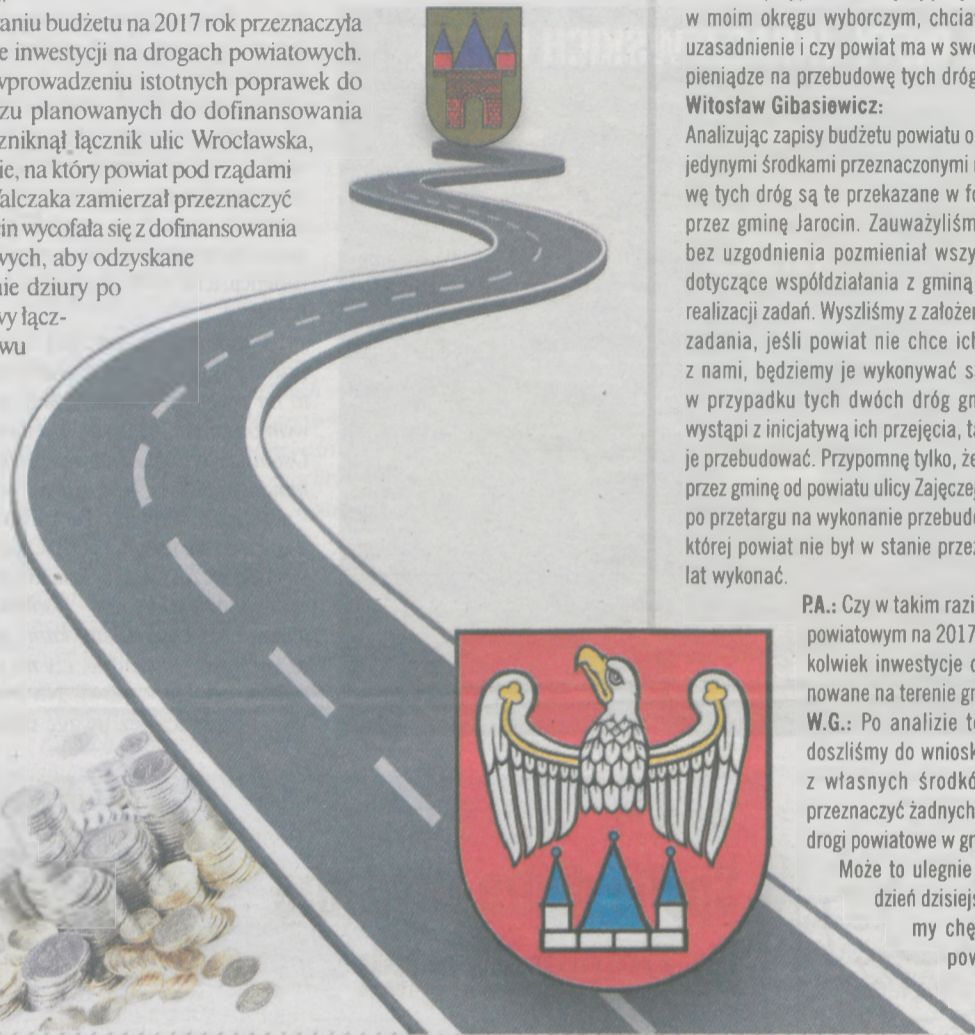 aniu budżetu na 2017 rok przeznaczyła
e inwestycji na drogach powiatowych.
wprowadzeniu istotnych poprawek do
zu planowanych do dofinansowania
zniknął łącznik ulic Wrocławska,
ie, na który powiat pod rządami
Walczaka zamierzał przeznaczyć
cin wycofała się z dofinansowania
wych, aby odzyskane
nie dziury po
wy łącz-
wu
w moim okręgu wyborczym, chcia
uzasadnienie i czy powiat ma w swo
pieniądze na przebudowę tych dróg
Witosław Gibasiewicz:
Analizując zapisy budżetu powiatu o
jedynymi środkami przeznaczonymi n
wę tych dróg są te przekazane w fo
przez gminę Jarocin. Zauważyliśm
bez uzgodnienia pozmieniał wszy
dotyczące współdziałania z gminą
realizacji zadań. Wyszliśmy z założen
zadania, jeśli powiat nie chce ich
z nami, będziemy je wykonywać s
w przypadku tych dwóch dróg gm
wystąpi z inicjatywą ich przejęcia, ta
je przebudować. Przypomnę tylko, że
przez gminę od powiatu ulicy Zajęcze
po przetargu na wykonanie przebudo
której powiat nie był w stanie prze
lat wykonać.
P.A.: Czy w takim razi
powiatowym na 2017
kolwiek inwestycje d
nowane na terenie gr
W.G.: Po analizie te
doszliśmy do wniosk
z własnych środkó
przeznaczyć żadnych
drogi powiatowe w gr
Może to ulegnie
dzień dzisiejs
my chę
pow